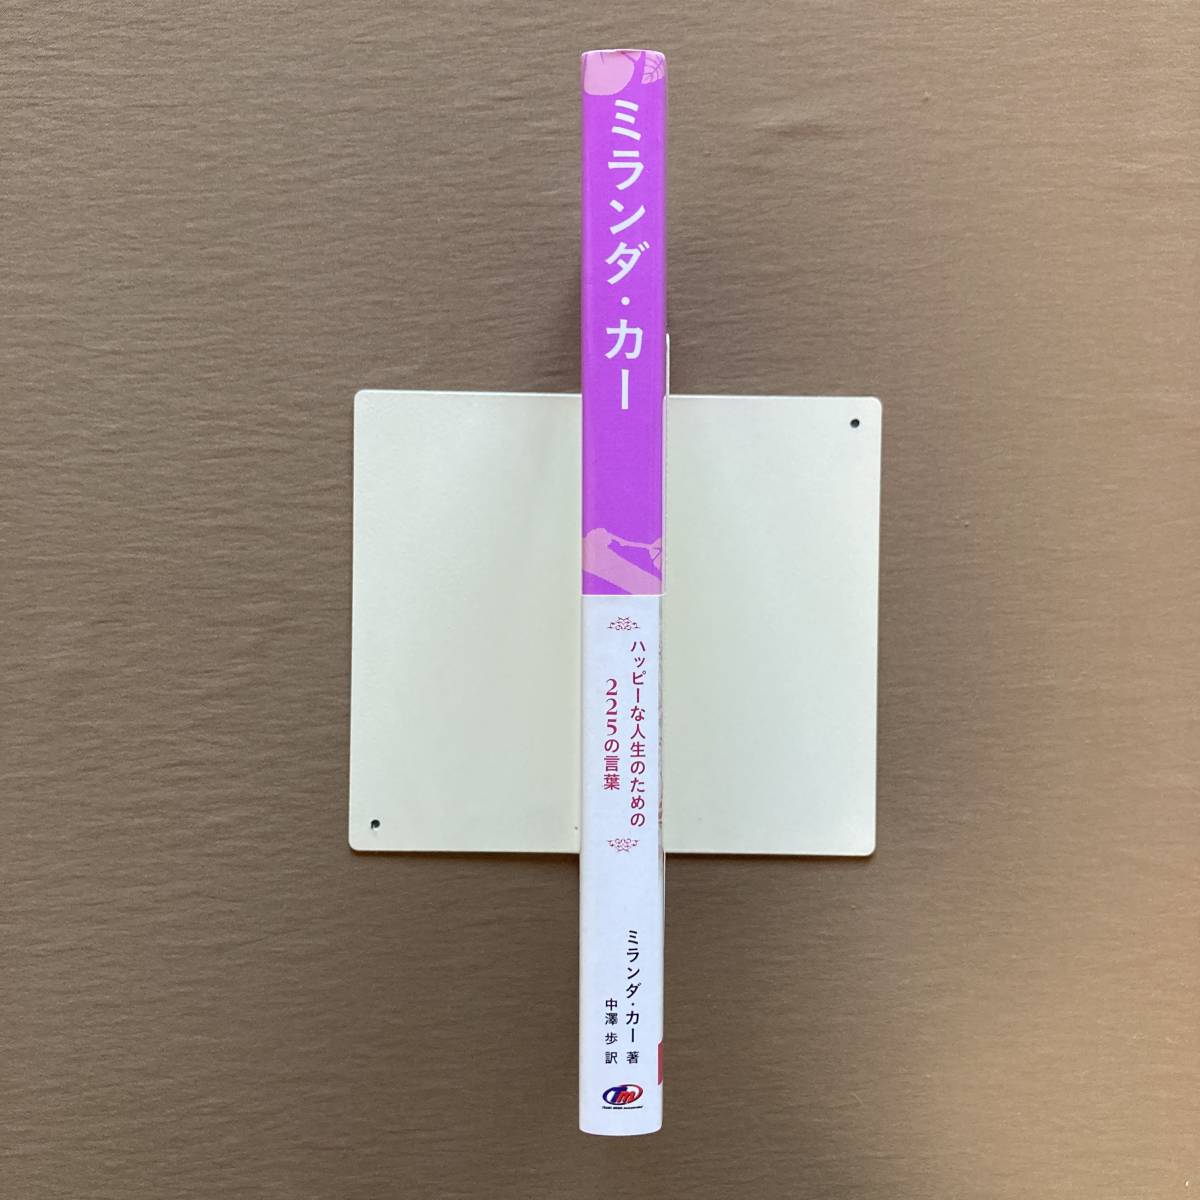 ミランダ・カー
ハッピーな人生のための
225の言葉
ミランダ・カー 著
中澤 歩 訳
TM